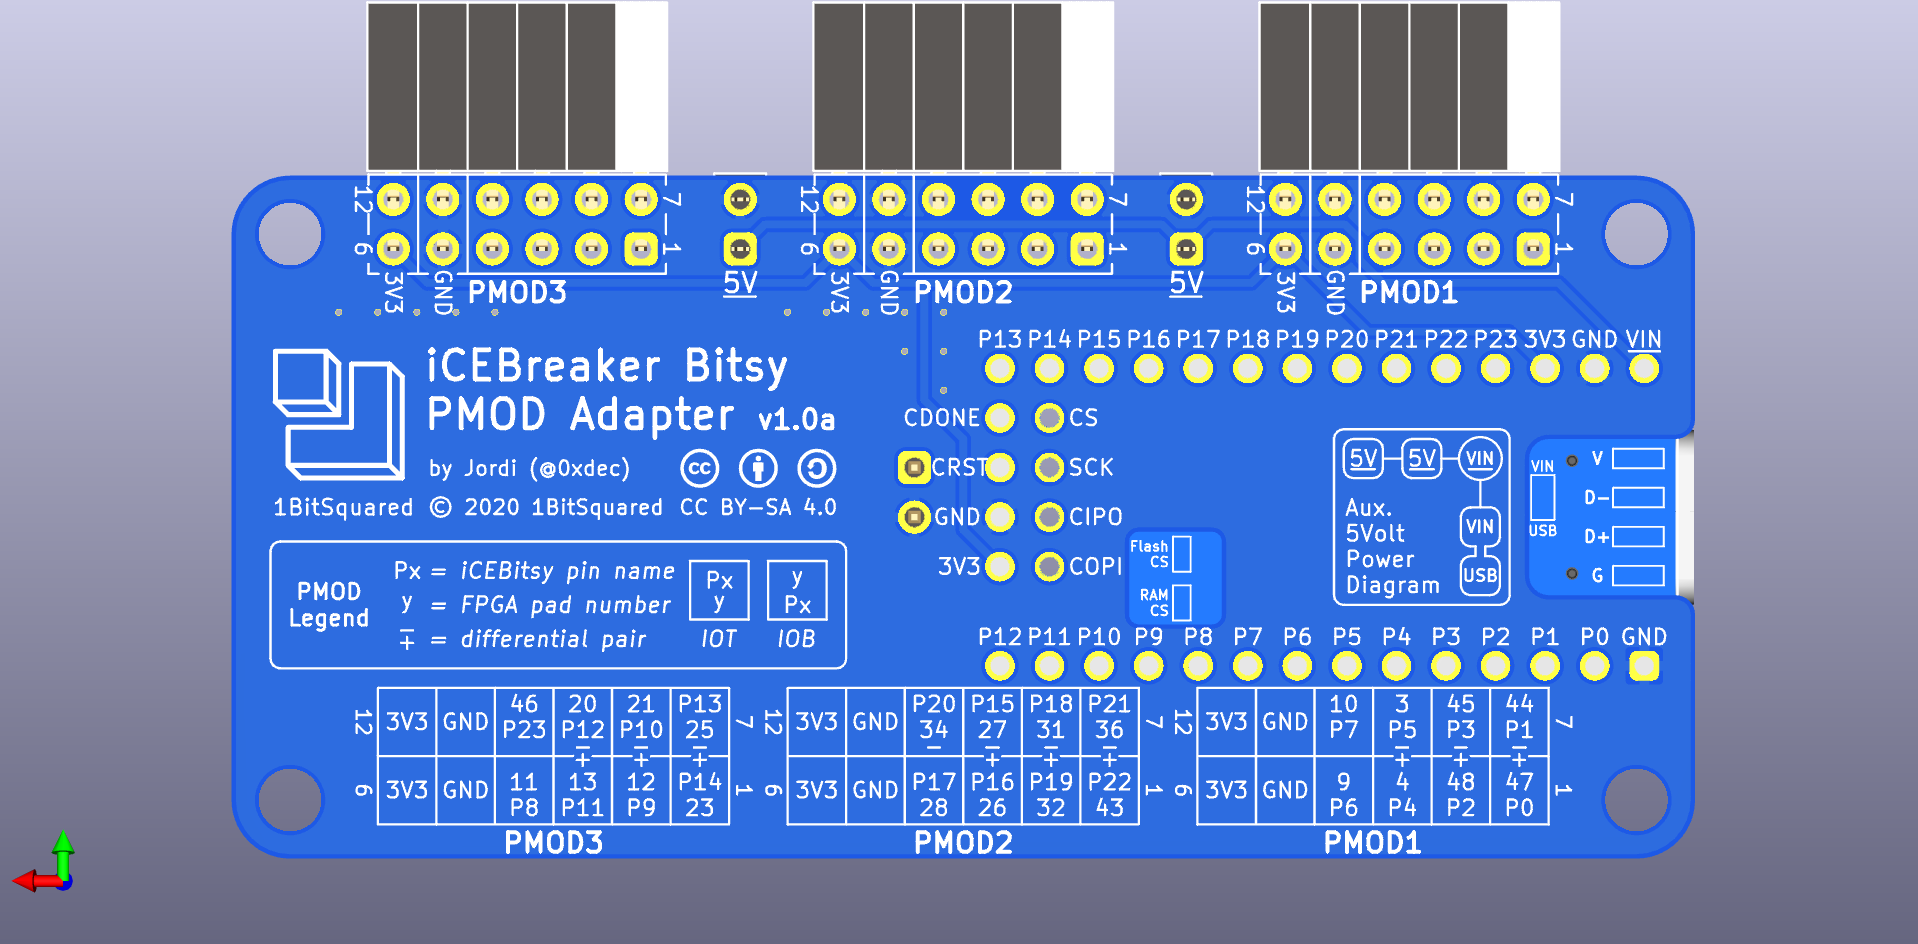 12 7 12 7 12 7
6 1 6 1 6 1
3V3 GND PMOD3 5V 3V3 GND PMOD2 5V 3V3 GND PMOD1
P13 P14 P15 P16 P17 P18 P19 P20 P21 P22 P23 3V3 GND VIN
iCEBreaker Bitsy
PMOD Adapter v1.0a
by Jordi (@0xdec) cc
1BitSquared © 2020 1BitSquared CC BY-SA 4.0
CDONE CS
CRST SCK
GND CIPO
3V3 COPI
Flash
CS
RAM
CS
5V 5V VIN
Aux.
5Volt
Power
Diagram
VIN
USB
VIN
USB
V
D-
D+
G
PMOD
Legend
Px = iCEBitsy pin name
y = FPGA pad number
∓ = differential pair
Px
y
IOT
y
Px
IOB
P12 P11 P10 P9 P8 P7 P6 P5 P4 P3 P2 P1 P0 GND
12 3V3 GND 46 20 21 P13 7
P23 P12 P10 25
− − −
+ + +
6 3V3 GND 11 13 12 P14 1
P8 P11 P9 23
PMOD3
12 3V3 GND P20 P15 P18 P21 7
34 27 31 36
− − − −
+ + +
6 3V3 GND P17 P16 P19 P22 1
28 26 32 43
PMOD2
12 3V3 GND 10 3 45 44 7
P7 P5 P3 P1
− − −
+ + +
6 3V3 GND 9 4 48 47 1
P6 P4 P2 P0
PMOD1